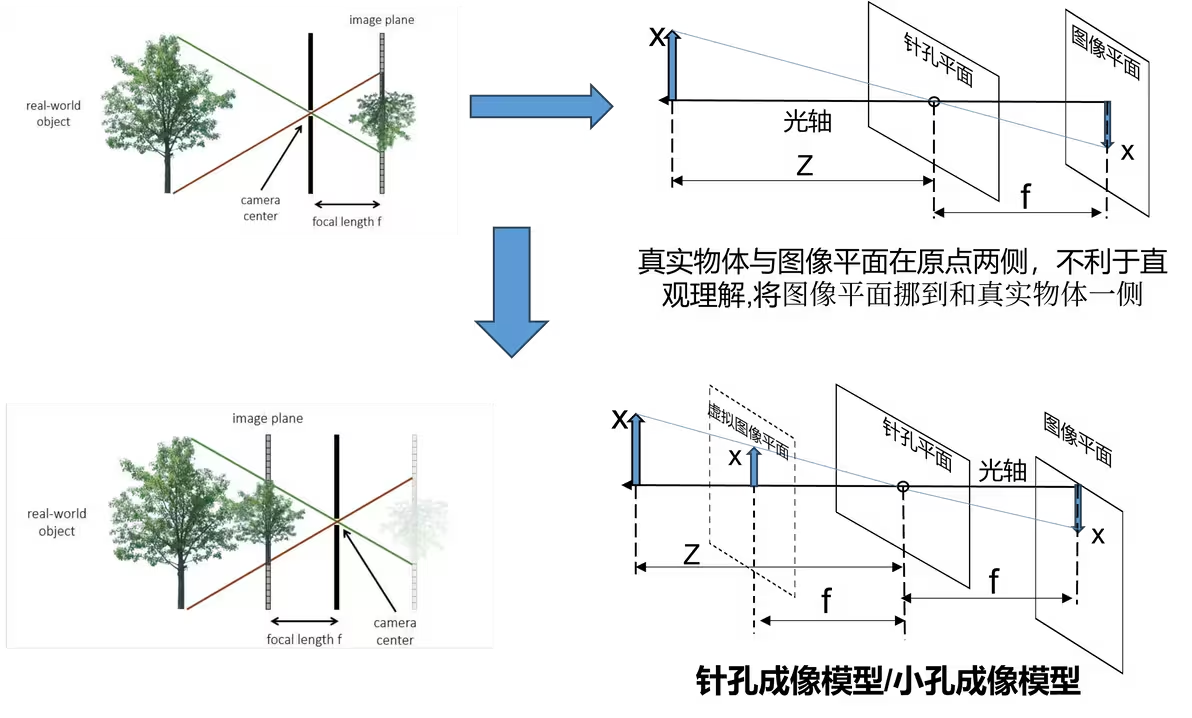 image plane
real-world
object
camera
center
focal length f
X
针孔平面
图像平面
光轴
x
Z
f
真实物体与图像平面在原点两侧，不利于直
观理解,将图像平面挪到和真实物体一侧
image plane
real-world
object
camera
center
focal length f
X
虚拟图像平面
x
针孔平面
光轴
图像平面
x
Z
f
f
针孔成像模型/小孔成像模型